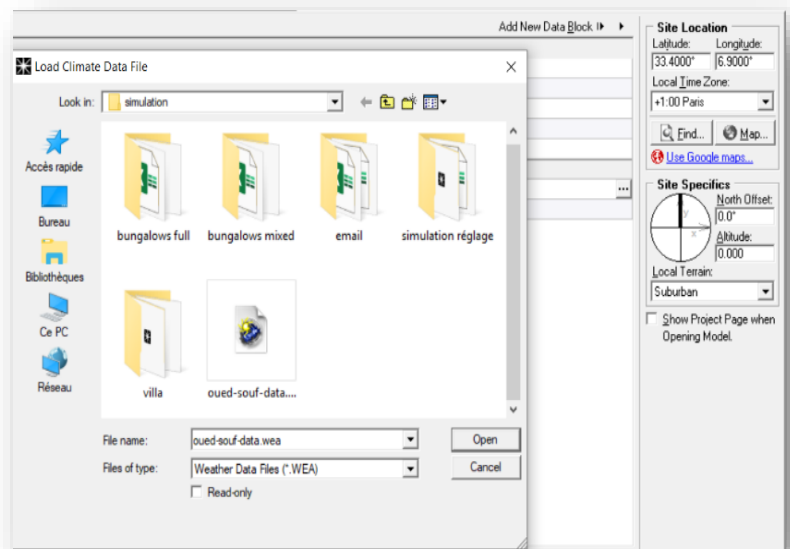 Add New Data Block
Load Climate Data File
Look in:
simulation
Accès rapide
Bureau
Bibliothèques
Ce PC
Réseau
bungalows full
bungalows mixed
email
simulation réglage
villa
oued-souf-data....
File name:
oued-souf-data.wea
Open
Files of type:
Weather Data Files (*.WEA)
Cancel
Read-only
...
Site Location
Latitude:
Longityde:
33.4000°
6.9000°
Local Time Zone:
+1:00 Paris
Find...
Map...
Use Google maps...
Site Specifics
y
x
North Offset:
0.0°
Altitude:
0.000
Local Terrain:
Suburban
Show Project Page when
Opening Model.